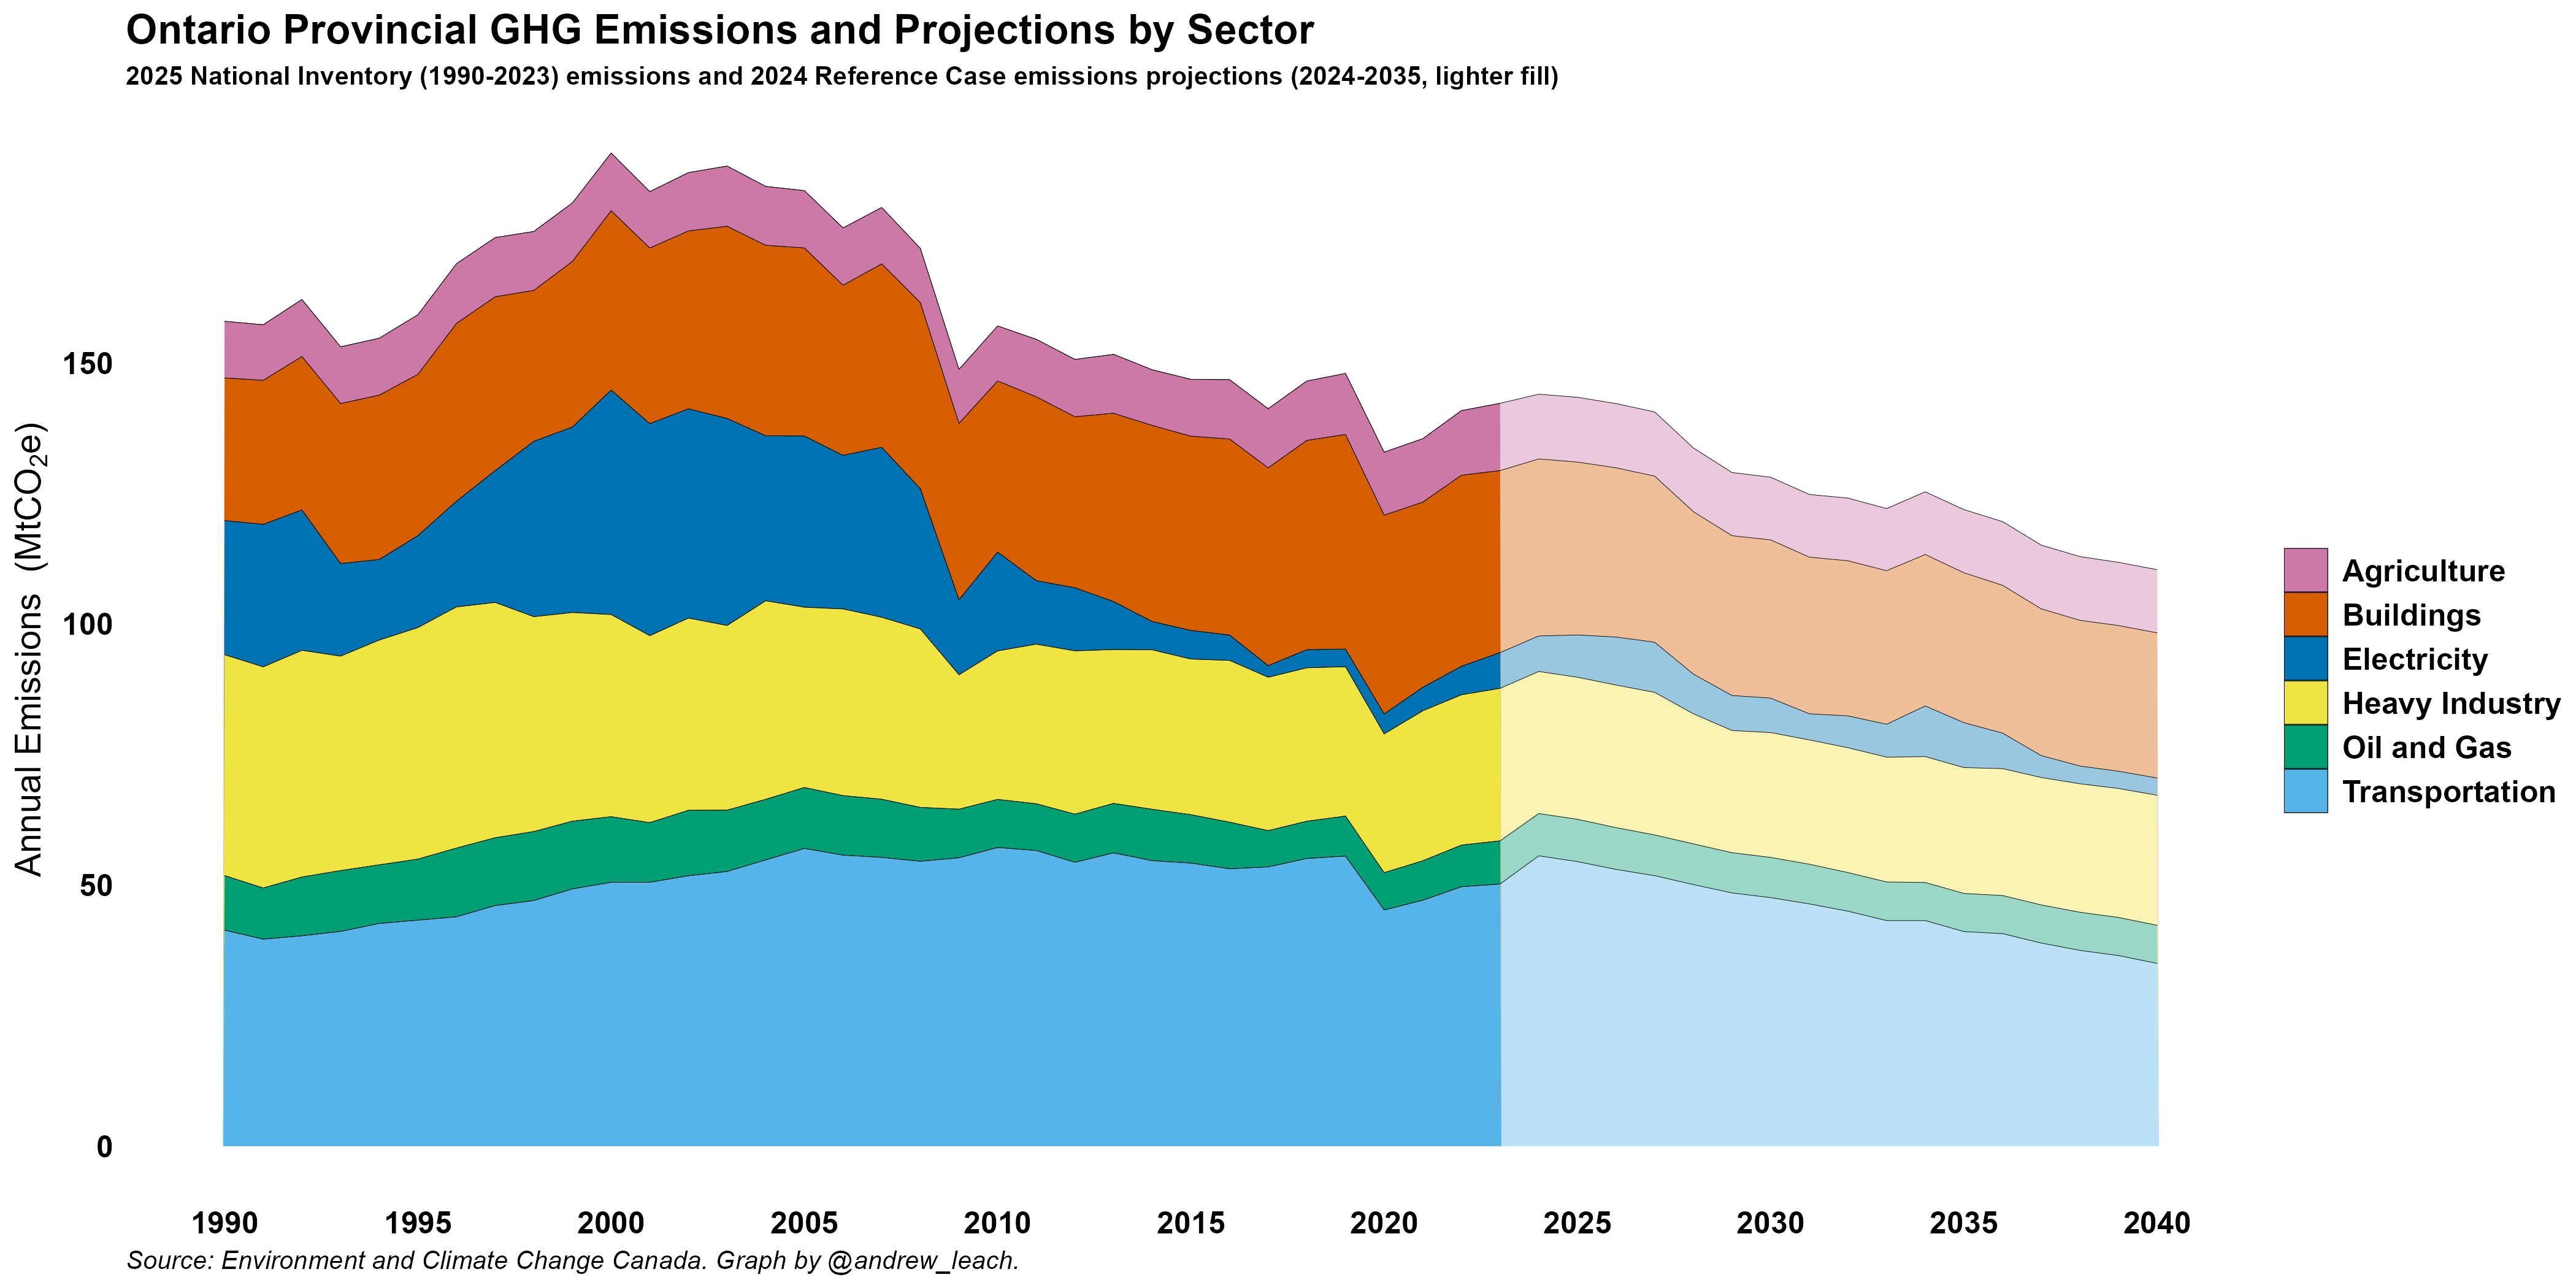 Ontario Provincial GHG Emissions and Projections by Sector
2025 National Inventory (1990-2023) emissions and 2024 Reference Case emissions projections (2024-2035, lighter fill)
Annual Emissions (MtCO₂e)
150
100
50
0
Agriculture
Buildings
Electricity
Heavy Industry
Oil and Gas
Transportation
1990 1995 2000 2005 2010 2015 2020 2025 2030 2035 2040
Source: Environment and Climate Change Canada. Graph by @andrew_leach.